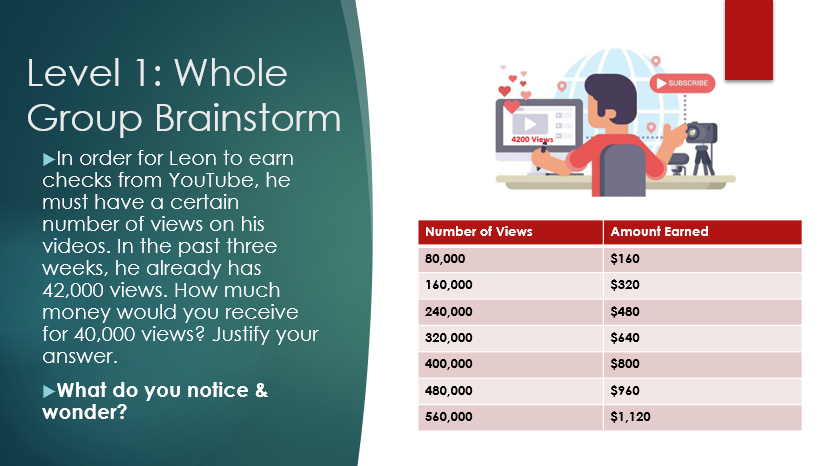 Level 1: Whole
Group Brainstorm
In order for Leon to earn
checks from YouTube, he
must have a certain
number of views on his
videos. In the past three
weeks, he already has
42,000 views. How much
money would you receive
for 40,000 views? Justify your
answer.
What do you notice &
wonder?
SUBSCRIBE
4200 Views
Number of Views Amount Earned
80,000 $160
160,000 $320
240,000 $480
320,000 $640
400,000 $800
480,000 $960
560,000 $1,120